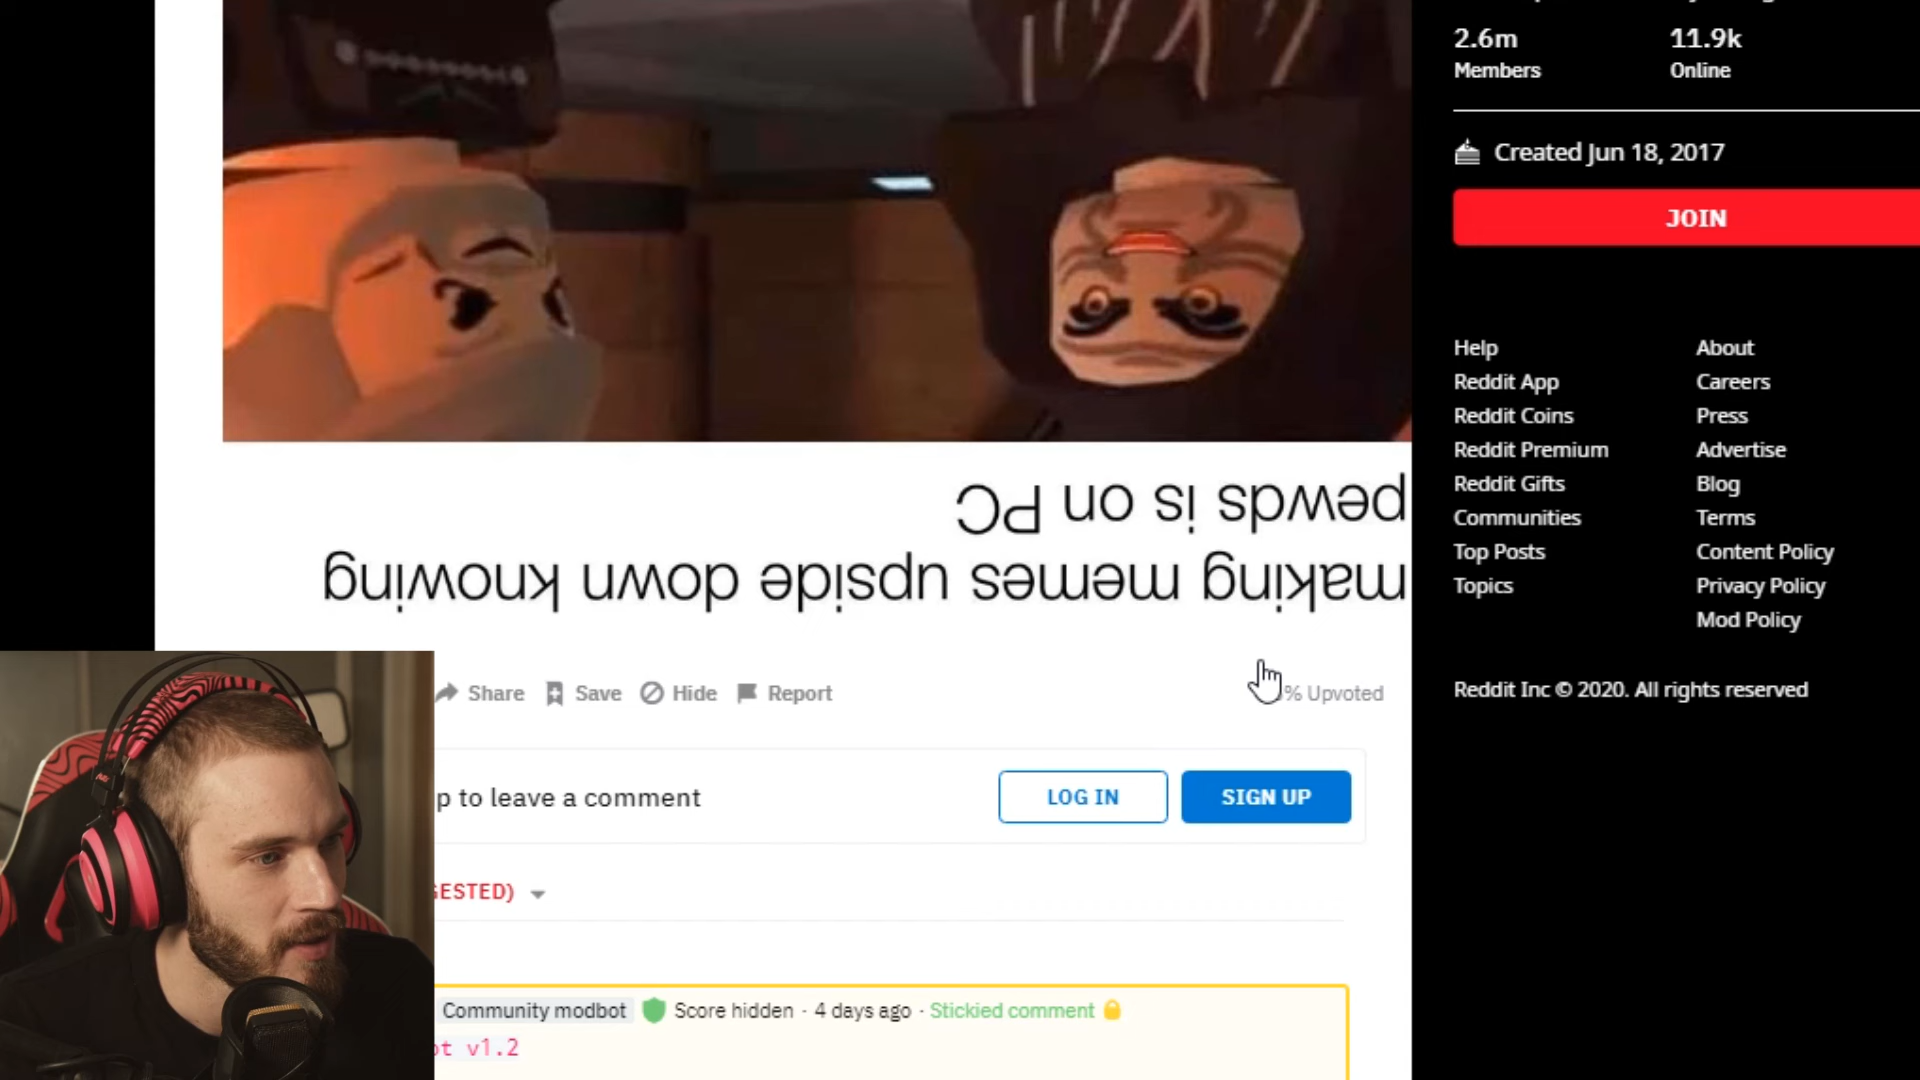 making memes upside down knowing
pewds is on PC
Share
Save
Hide
Report
% Upvoted
p to leave a comment
LOG IN
SIGN UP
GESTED)
Community modbot
Score hidden · 4 days ago · Stickied comment
ot v1.2
2.6m
Members
11.9k
Online
Created Jun 18, 2017
JOIN
Help
Reddit App
Reddit Coins
Reddit Premium
Reddit Gifts
Communities
Top Posts
Topics
About
Careers
Press
Advertise
Blog
Terms
Content Policy
Privacy Policy
Mod Policy
Reddit Inc © 2020. All rights reserved